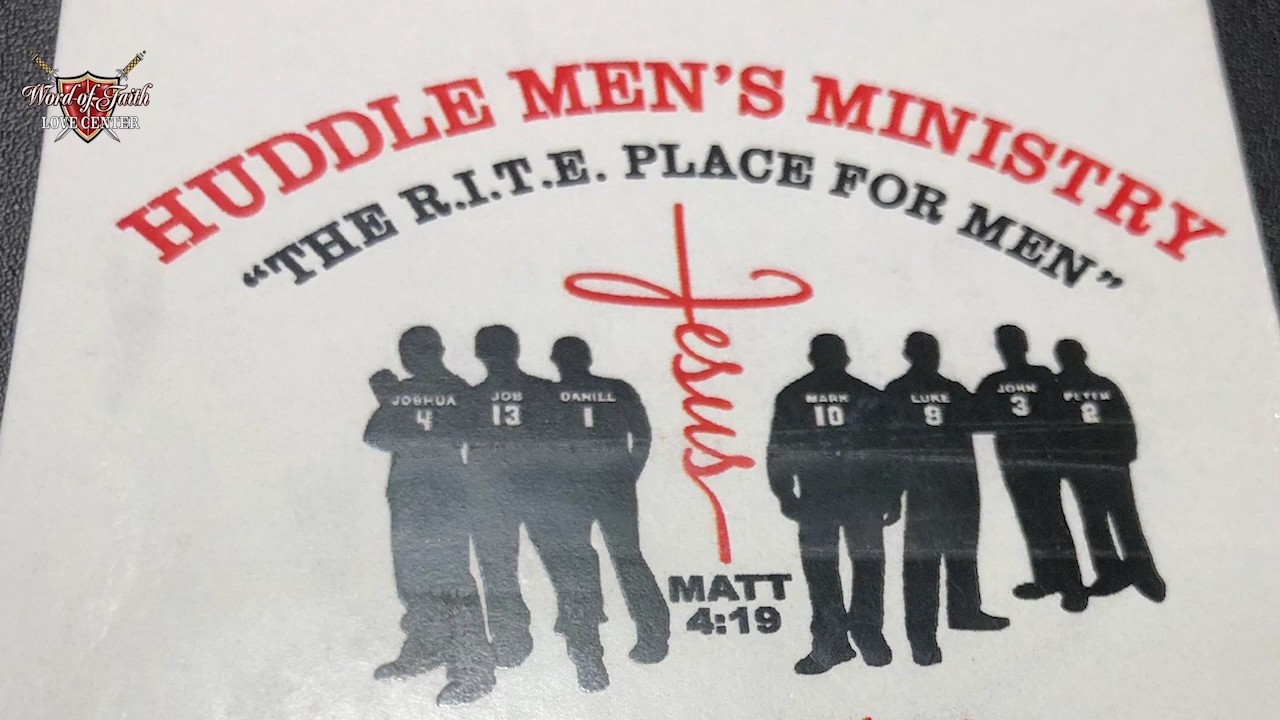 Word of Faith
LOVE CENTER
HUDDLE MEN'S MINISTRY
"THE R.I.T.E. PLACE FOR MEN"
Jesus
JOSHUA
4
JOB
13
DANIEL
1
MARK
10
LUKE
9
JOHN
3
PETER
2
MATT
4:19